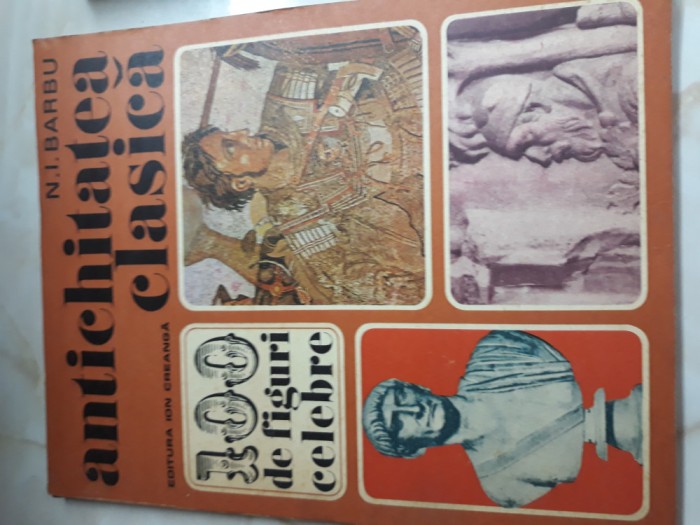 N.I. BARBU
antichitatea
clasică
EDITURA ION CREANGĂ
100
de figuri
celebre